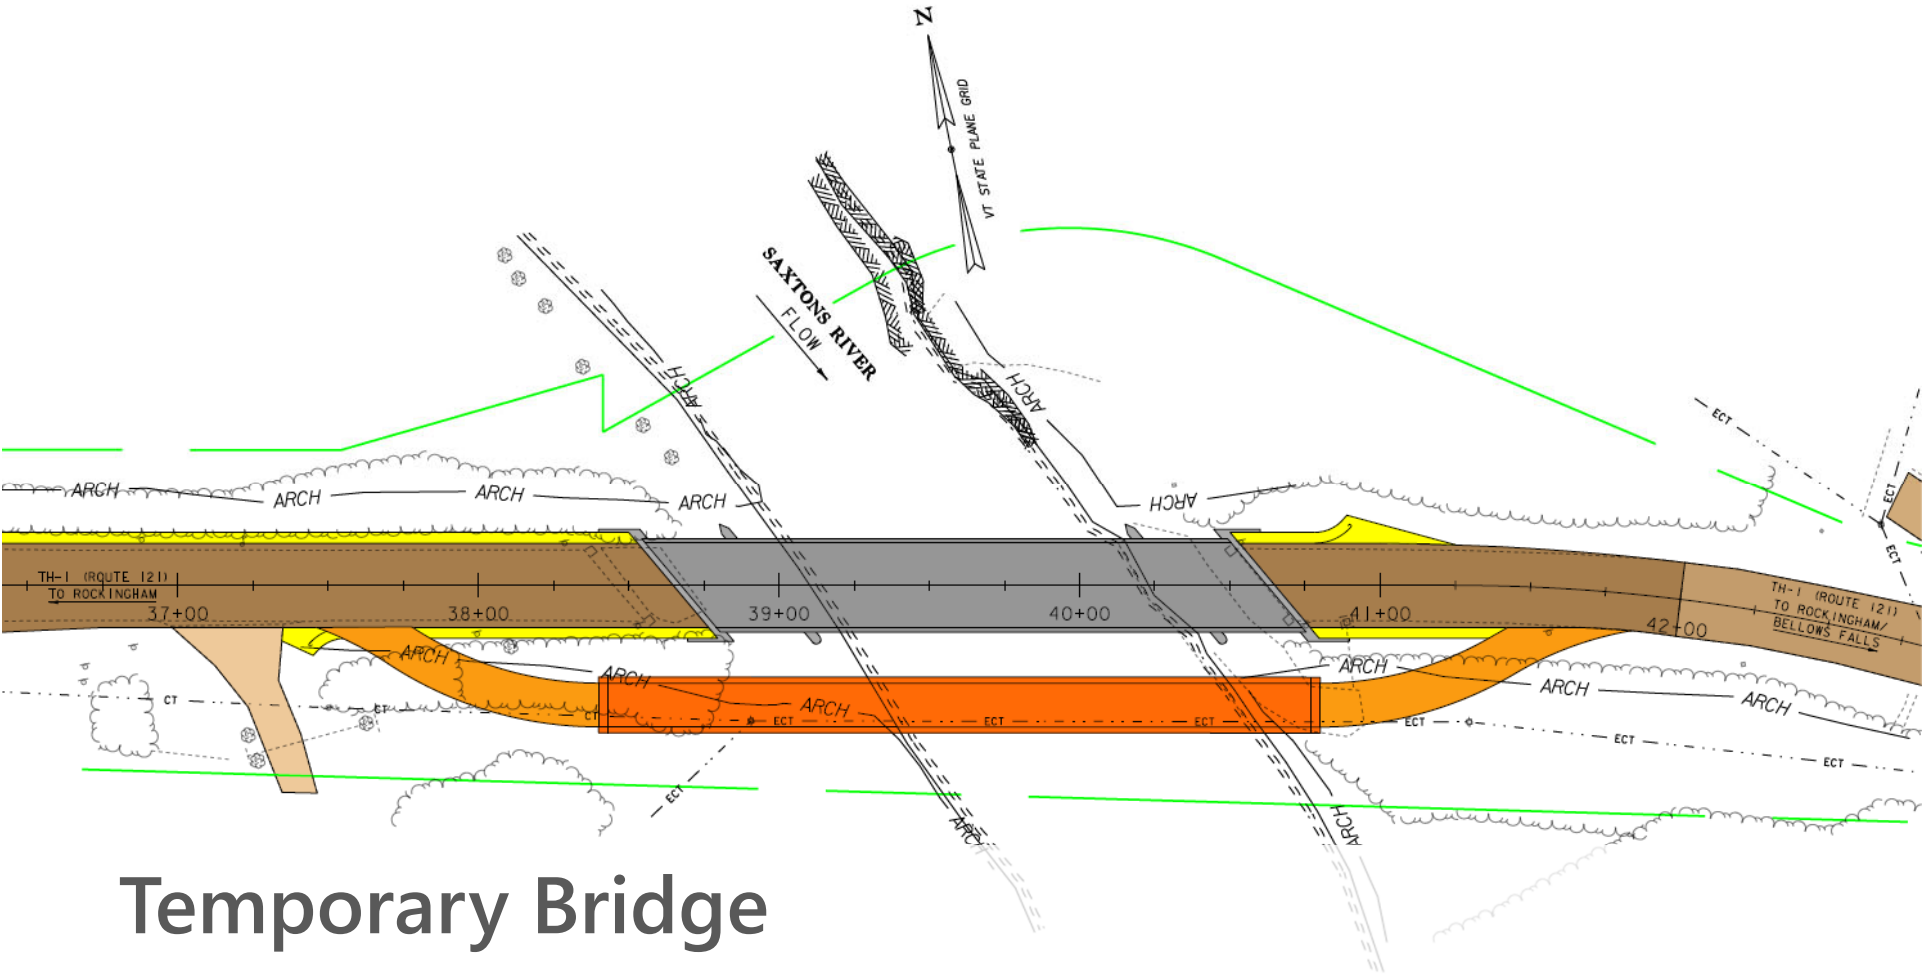 N
VT STATE PLANE GRID
SAXTONS RIVER
FLOW
ARCH
ARCH
ECT
ARCH
ARCH
ARCH
ARCH
ARCH
ECT
ECT
TH-1 (ROUTE 121)
TO ROCKINGHAM
37+00
38+00
39+00
40+00
41+00
42+00
TH-1 (ROUTE 121)
TO ROCKINGHAM/
BELLOWS FALLS
ARCH
ARCH
ARCH
ARCH
ARCH
ARCH
CT
CT
CT
ECT
ECT
ECT
ECT
ECT
ECT
ECT
ARCH
ARCH
Temporary Bridge